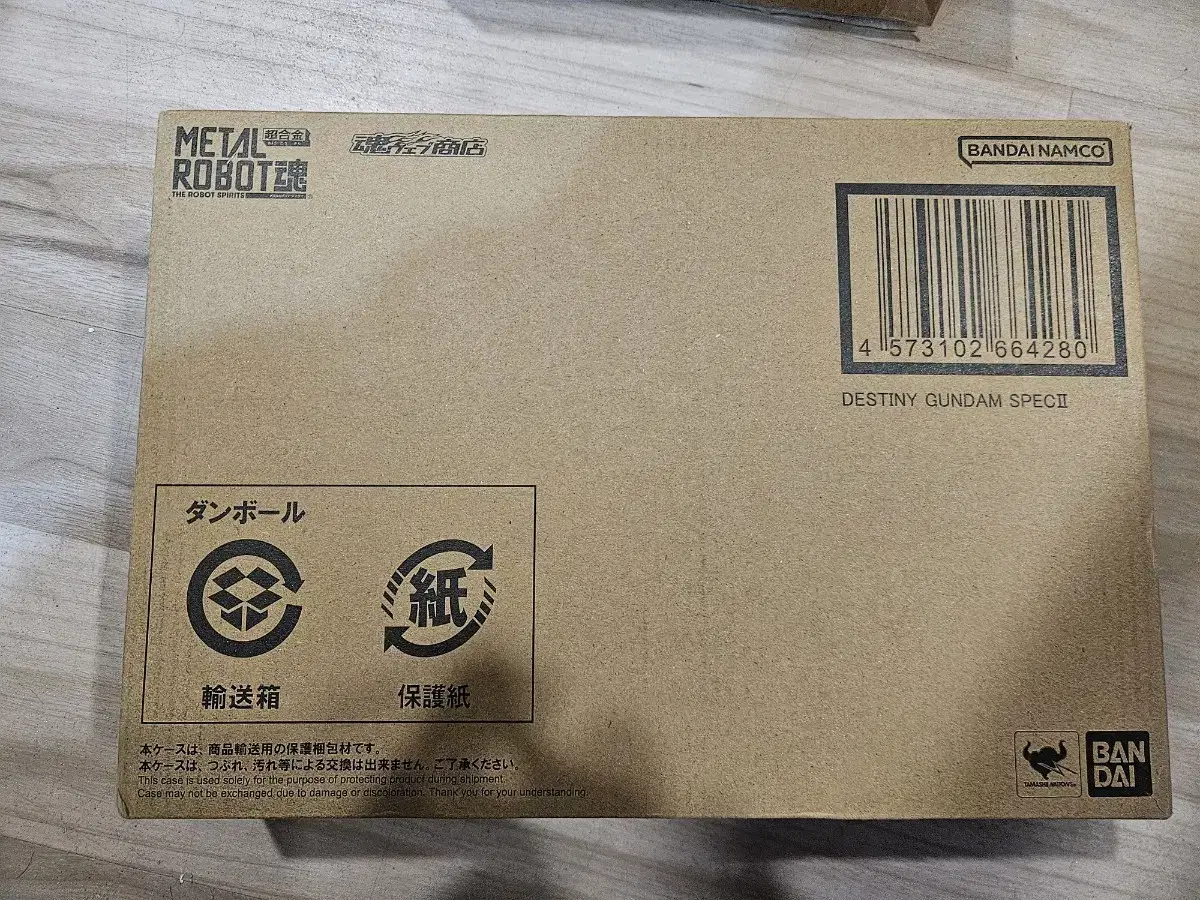 METAL 超合金
ROBOT魂
THE ROBOT SPIRITS
魂ウェブ商店
BANDAI NAMCO
4 573102 664280
DESTINY GUNDAM SPECⅡ
ダンボール
紙
輸送箱
保護紙
本ケースは、商品輸送用の保護梱包材です。
本ケースは、つぶれ、汚れ等による交換は出来ません。ご了承ください。
This case is used solely for the purpose of protecting product during shipment.
Case may not be exchanged due to damage or discoloration. Thank you for your understanding.
TAMASHII NATIONS
BAN
DAI